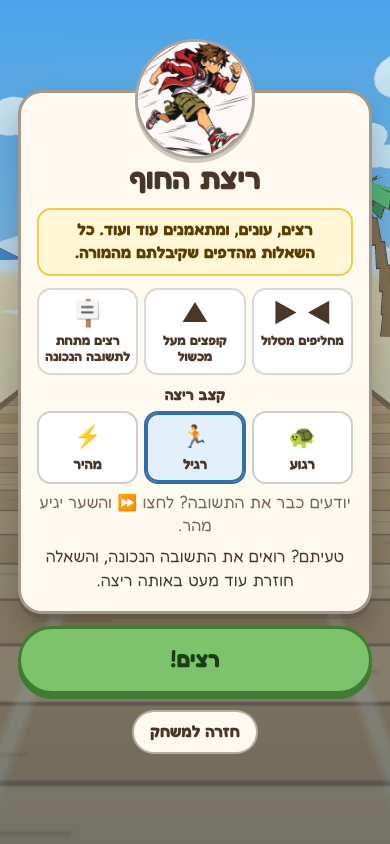 ריצת החוף
רצים, עונים, ומתאמנים עוד ועוד. כל
השאלות מהדפים שקיבלתם מהמורה.
מחליפים מסלול
קופצים מעל
מכשול
רצים מתחת
לתשובה הנכונה
קצב ריצה
רגוע
רגיל
מהיר
יודעים כבר את התשובה? לחצו ⏩ והשער יגיע
מהר.
טעיתם? רואים את התשובה הנכונה, והשאלה
חוזרת עוד מעט באותה ריצה.
רצים!
חזרה למשחק